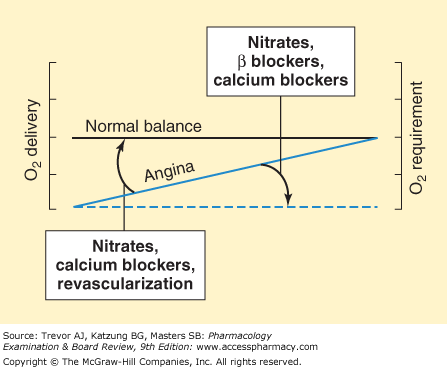 Nitrates,
β blockers,
calcium blockers
O₂ delivery
Normal balance
Angina
O₂ requirement
Nitrates,
calcium blockers,
revascularization
Source: Trevor AJ, Katzung BG, Masters SB: Pharmacology
Examination & Board Review, 9th Edition: www.accesspharmacy.com
Copyright © The McGraw-Hill Companies, Inc. All rights reserved.